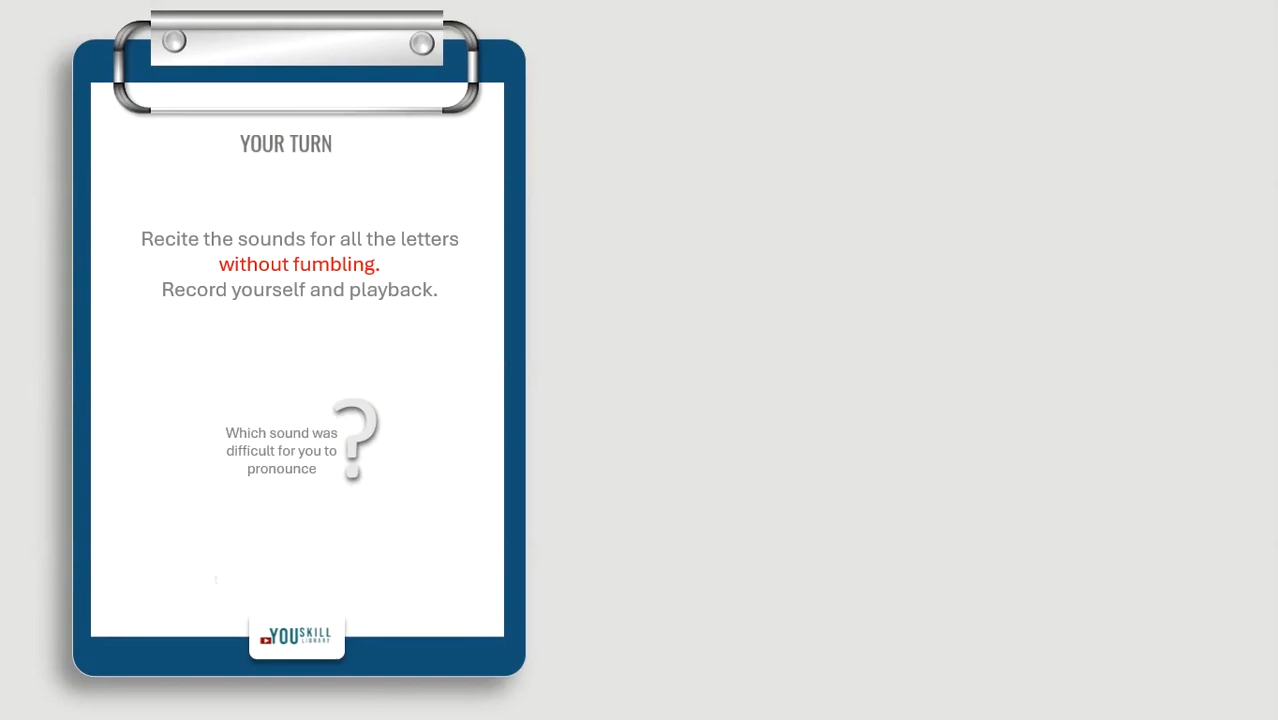 YOUR TURN
Recite the sounds for all the letters
without fumbling.
Record yourself and playback.
Which sound was
difficult for you to
pronounce
?
t
YOUSKILL
LIBRARY